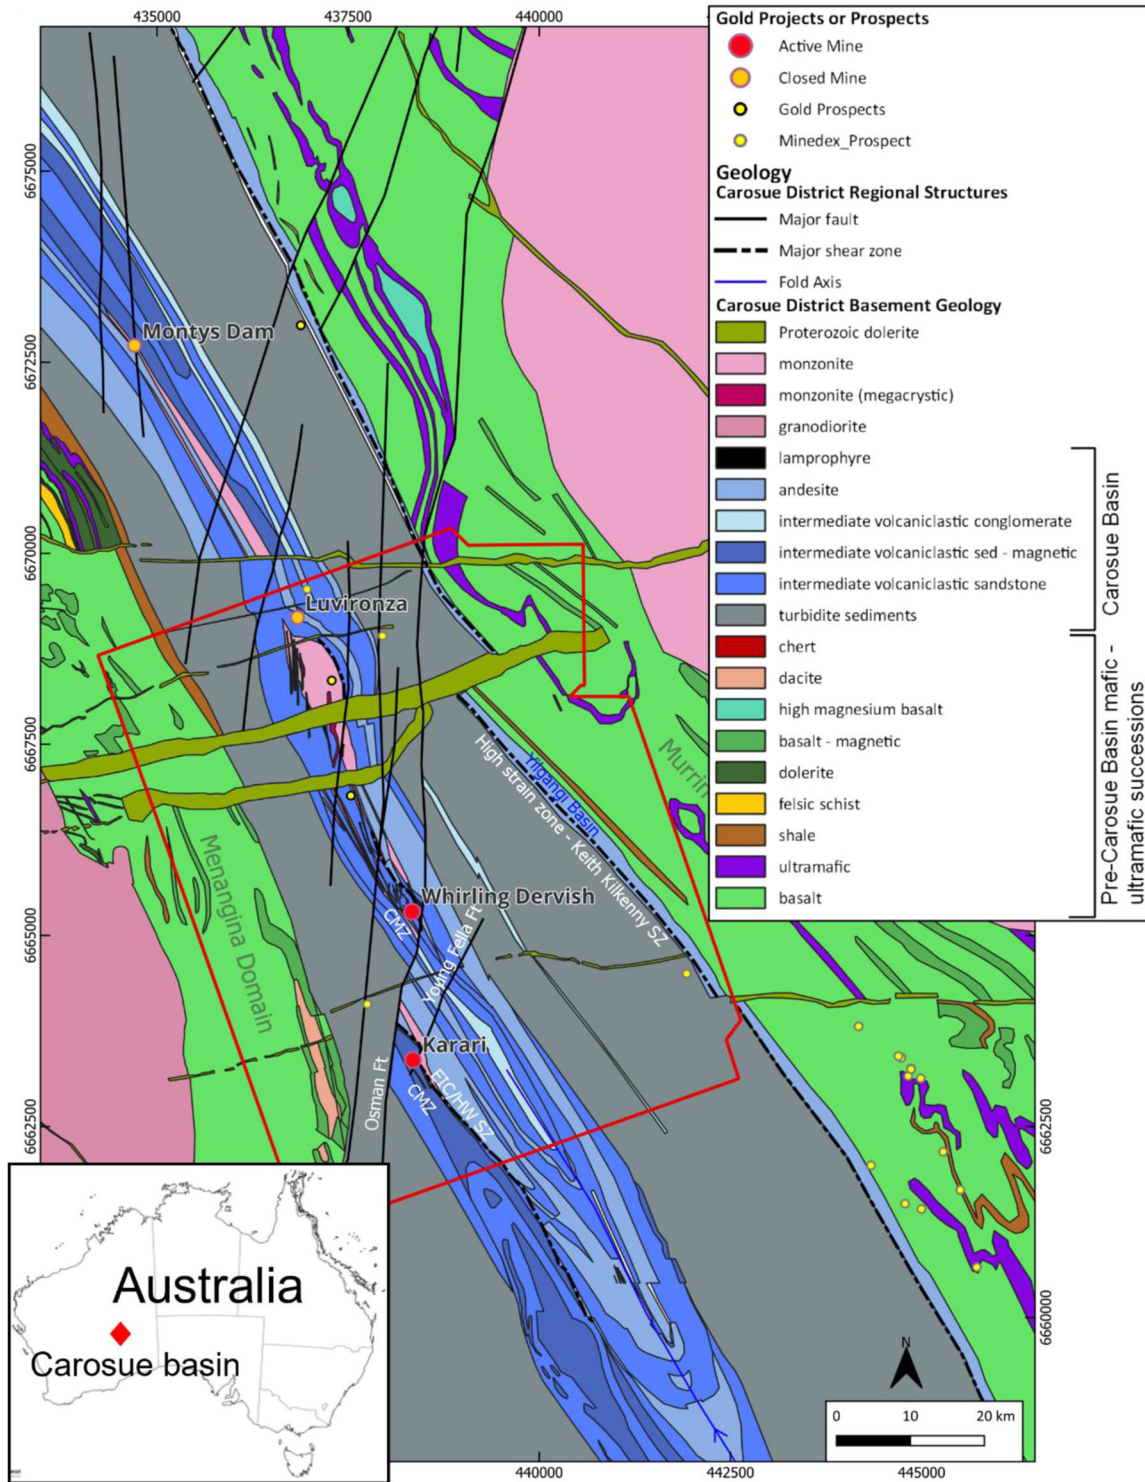 435000
437500
440000
6675000
6672500
6670000
6667500
6665000
6662500
Gold Projects or Prospects
Active Mine
Closed Mine
Gold Prospects
Minedex_Prospect
Geology
Carosue District Regional Structures
Major fault
Major shear zone
Fold Axis
Carosue District Basement Geology
Proterozoic dolerite
monzonite
monzonite (megacrystic)
granodiorite
lamprophyre
andesite
intermediate volcaniclastic conglomerate
intermediate volcaniclastic sed - magnetic
intermediate volcaniclastic sandstone
turbidite sediments
chert
dacite
high magnesium basalt
basalt - magnetic
dolerite
felsic schist
shale
ultramafic
basalt
Carosue Basin
Pre-Carosue Basin mafic -
ultramafic successions
Montys Dam
Luvironza
Yilgangi Basin
High strain zone - Keith Kilkenny SZ
Murrin
Menangina Domain
Whirling Dervish
CMZ
Young Fella Ft
Karari
Osman Ft
EIC/HW SZ
CMZ
6662500
6660000
Australia
Carosue basin
N
0 10 20 km
440000
442500
445000